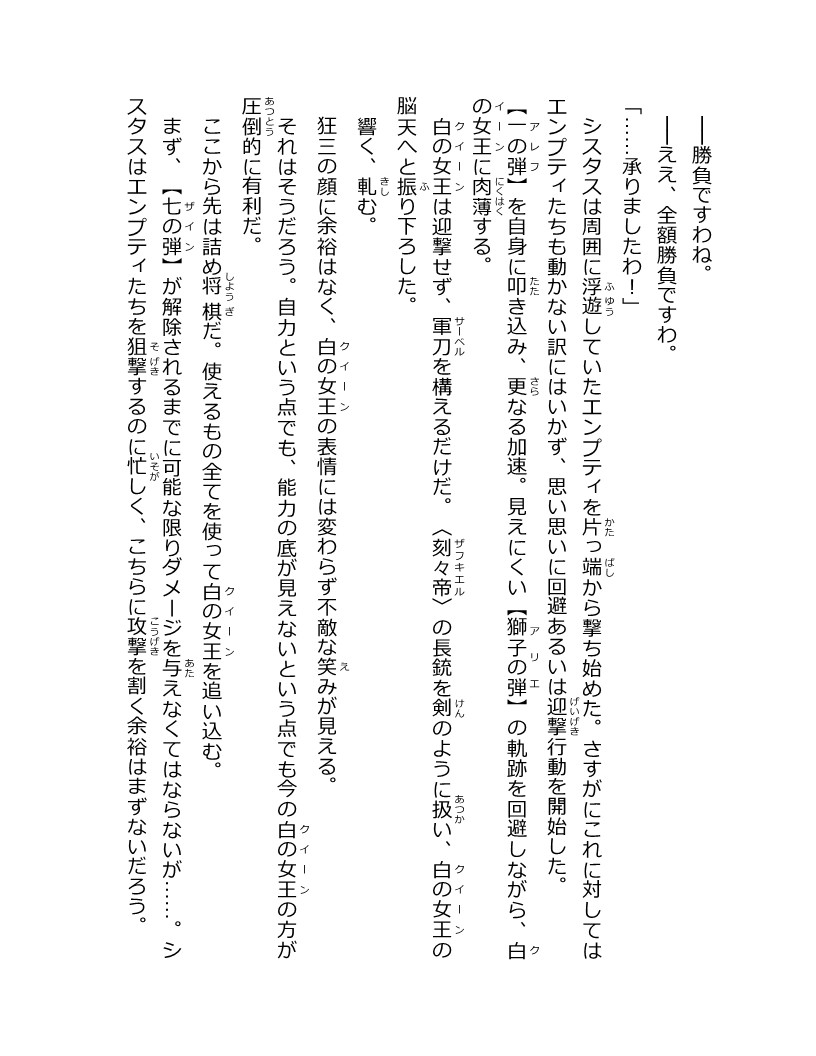 ――勝負ですわね。
――ええ、全額勝負ですわ。
「……承りましたわ！」
シスタスは周囲に浮遊していたエンプティを片っ端から撃ち始めた。さすがにこれに対しては
エンプティたちも動かない訳にはいかず、思い思いに回避あるいは迎撃行動を開始した。
【一の弾】を自身に叩き込み、更なる加速。見えにくい【獅子の弾】の軌跡を回避しながら、白
の女王に肉薄する。
白の女王は迎撃せず、軍刀を構えるだけだ。〈刻々帝〉の長銃を剣のように扱い、白の女王の
脳天へと振り下ろした。
響く、軋む。
狂三の顔に余裕はなく、白の女王の表情には変わらず不敵な笑みが見える。
それはそうだろう。自力という点でも、能力の底が見えないという点でも今の白の女王の方が
圧倒的に有利だ。
ここから先は詰め将棋だ。使えるもの全てを使って白の女王を追い込む。
まず、【七の弾】が解除されるまでに可能な限りダメージを与えなくてはならないが……。シ
スタスはエンプティたちを狙撃するのに忙しく、こちらに攻撃を割く余裕はまずないだろう。